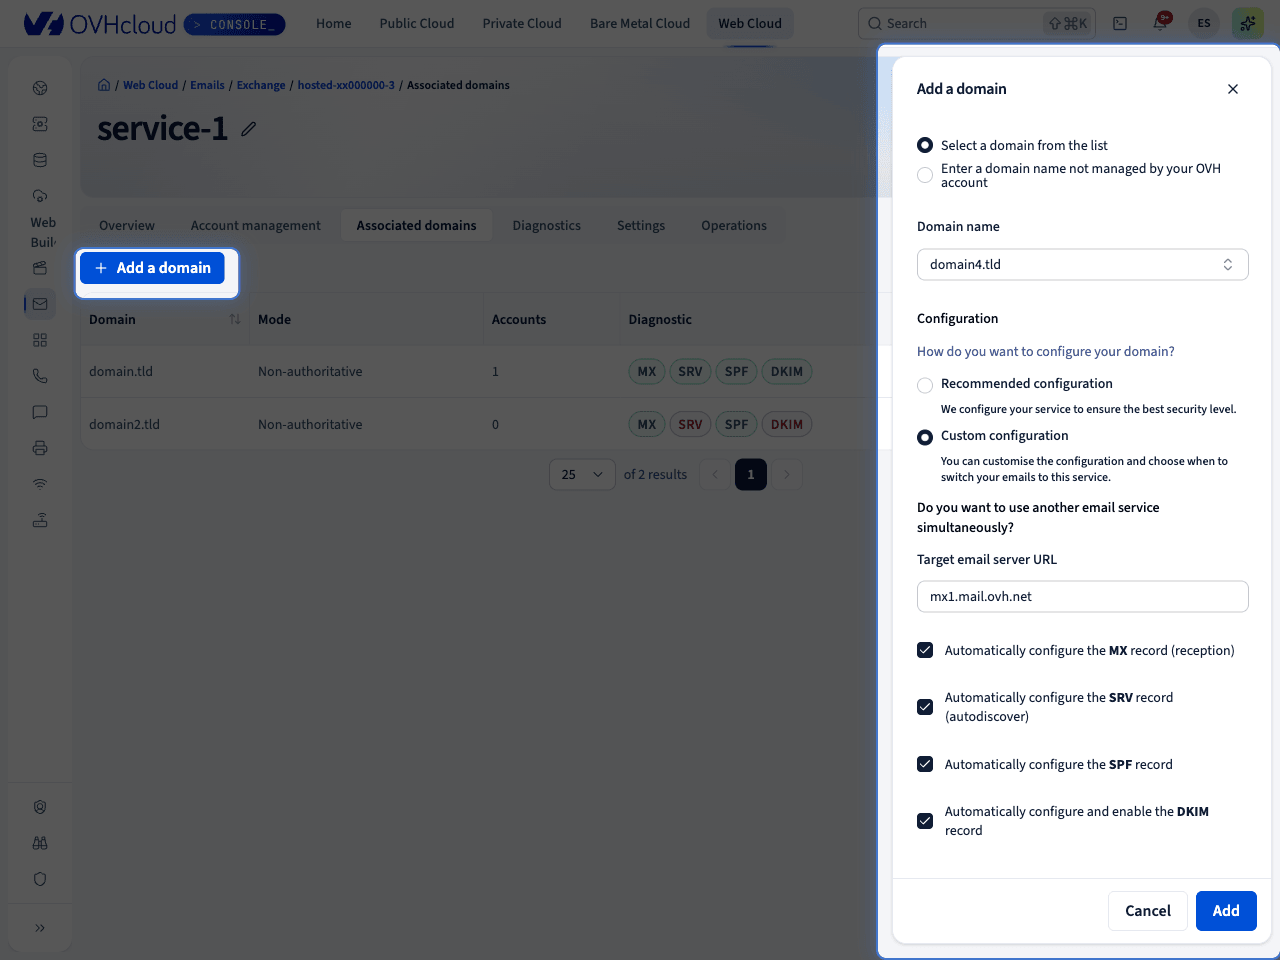 OVHcloud > CONSOLE_ Home Public Cloud Private Cloud Bare Metal Cloud Web Cloud Search ⇧⌘K 9+ ES
/ Web Cloud / Emails / Exchange / hosted-xx000000-3 / Associated domains
service-1
Web
Buil
Overview Account management Associated domains Diagnostics Settings Operations
+ Add a domain
Domain Mode Accounts Diagnostic
domain.tld Non-authoritative 1 MX SRV SPF DKIM
domain2.tld Non-authoritative 0 MX SRV SPF DKIM
25 of 2 results 1
Add a domain
Select a domain from the list
Enter a domain name not managed by your OVH
account
Domain name
domain4.tld
Configuration
How do you want to configure your domain?
Recommended configuration
We configure your service to ensure the best security level.
Custom configuration
You can customise the configuration and choose when to
switch your emails to this service.
Do you want to use another email service
simultaneously?
Target email server URL
mx1.mail.ovh.net
Automatically configure the MX record (reception)
Automatically configure the SRV record
(autodiscover)
Automatically configure the SPF record
Automatically configure and enable the DKIM
record
Cancel Add